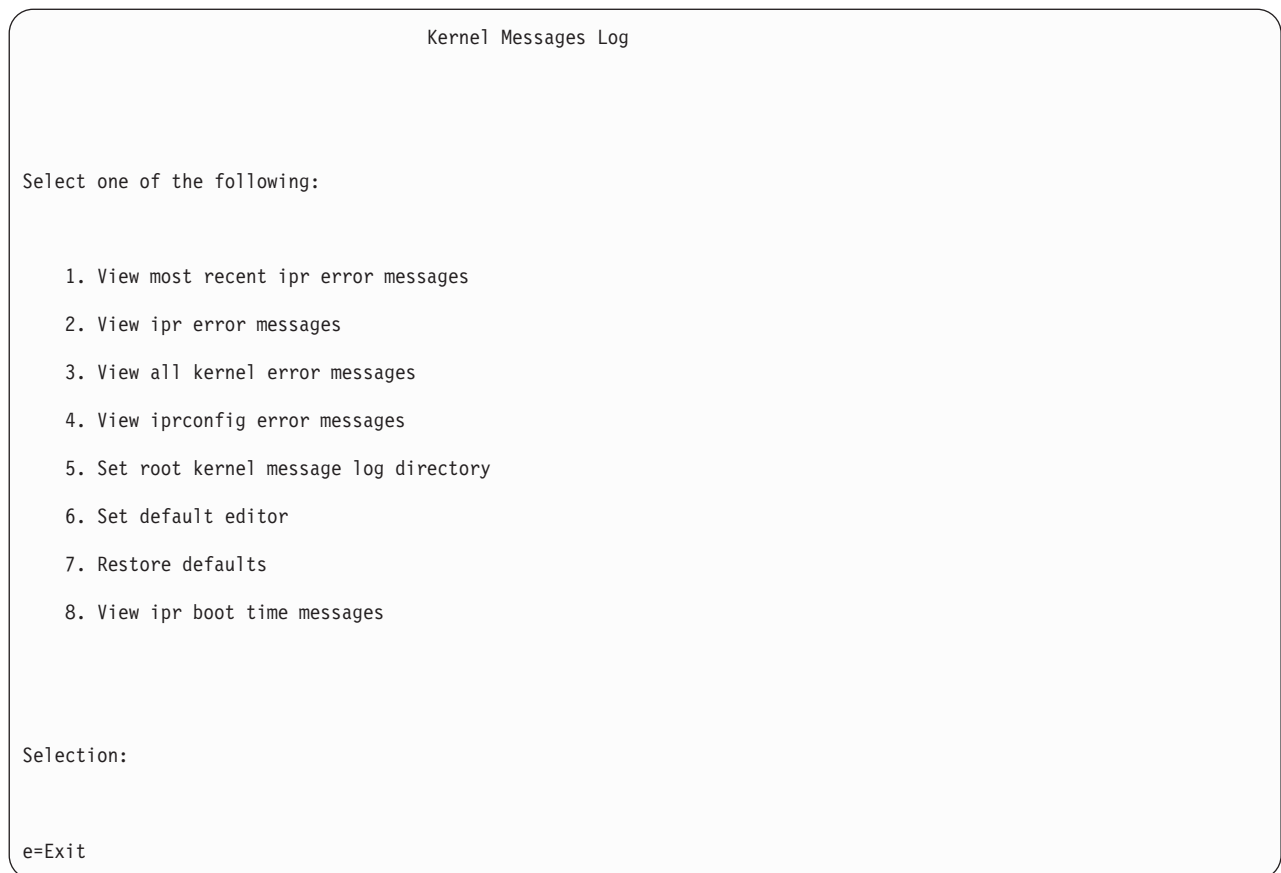 Kernel Messages Log
Select one of the following:
1. View most recent ipr error messages
2. View ipr error messages
3. View all kernel error messages
4. View iprconfig error messages
5. Set root kernel message log directory
6. Set default editor
7. Restore defaults
8. View ipr boot time messages
Selection:
e=Exit